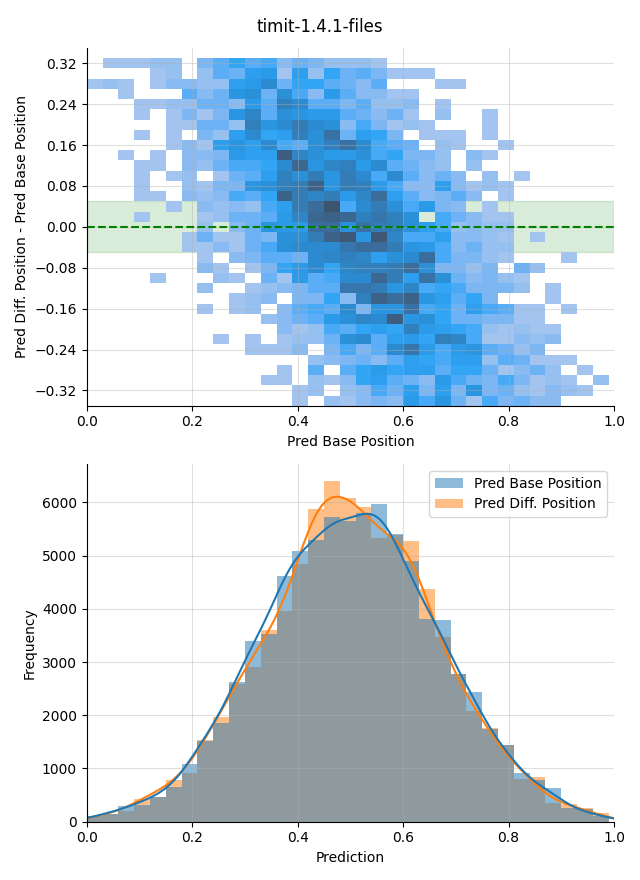 timit-1.4.1-files
Pred Diff. Position - Pred Base Position
0.32
0.24
0.16
0.08
0.00
−0.08
−0.16
−0.24
−0.32
0.0 0.2 0.4 0.6 0.8 1.0
Pred Base Position
Frequency
6000
5000
4000
3000
2000
1000
0
Pred Base Position
Pred Diff. Position
0.0 0.2 0.4 0.6 0.8 1.0
Prediction